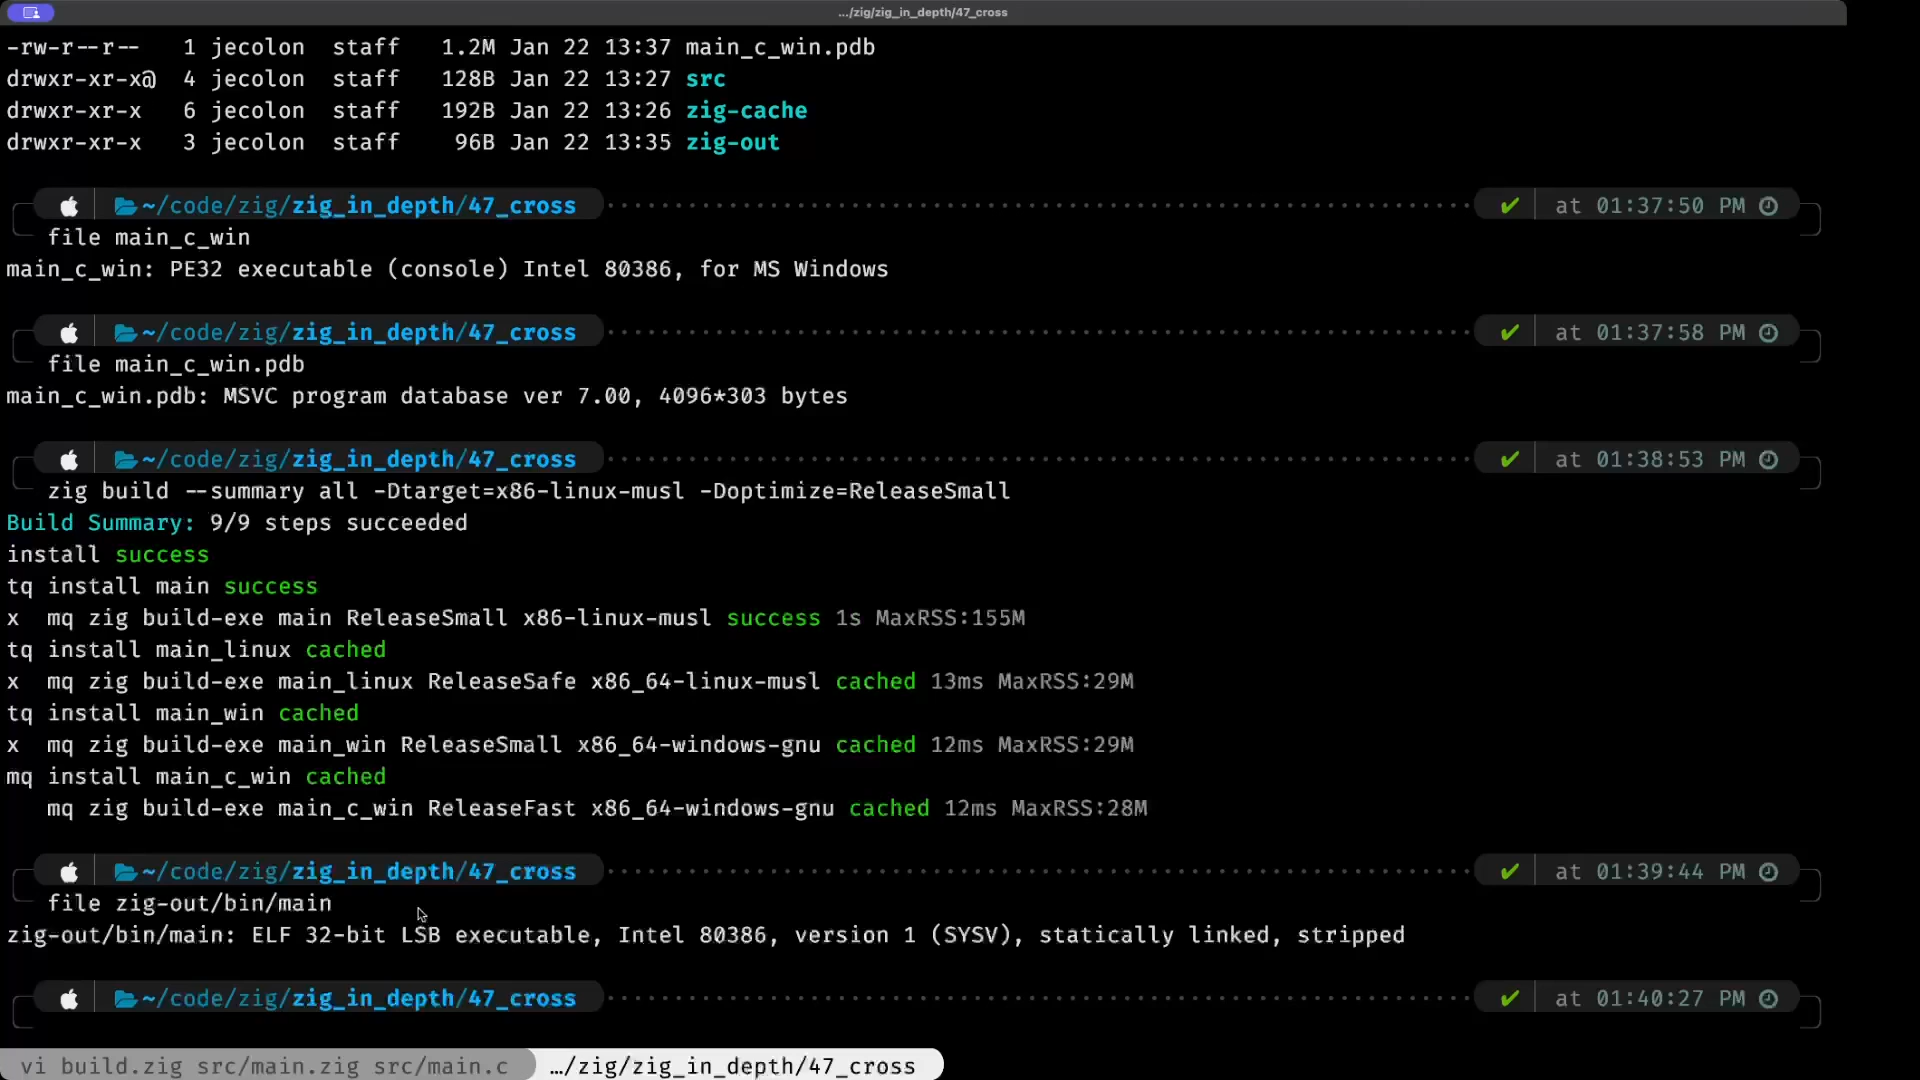 .../zig/zig_in_depth/47_cross
-rw-r--r-- 1 jecolon staff 1.2M Jan 22 13:37 main_c_win.pdb
drwxr-xr-x@ 4 jecolon staff 128B Jan 22 13:27 src
drwxr-xr-x 6 jecolon staff 192B Jan 22 13:26 zig-cache
drwxr-xr-x 3 jecolon staff 96B Jan 22 13:35 zig-out
~/code/zig/zig_in_depth/47_cross ✔ at 01:37:50 PM
file main_c_win
main_c_win: PE32 executable (console) Intel 80386, for MS Windows
~/code/zig/zig_in_depth/47_cross ✔ at 01:37:58 PM
file main_c_win.pdb
main_c_win.pdb: MSVC program database ver 7.00, 4096*303 bytes
~/code/zig/zig_in_depth/47_cross ✔ at 01:38:53 PM
zig build --summary all -Dtarget=x86-linux-musl -Doptimize=ReleaseSmall
Build Summary: 9/9 steps succeeded
install success
tq install main success
x mq zig build-exe main ReleaseSmall x86-linux-musl success 1s MaxRSS:155M
tq install main_linux cached
x mq zig build-exe main_linux ReleaseSafe x86_64-linux-musl cached 13ms MaxRSS:29M
tq install main_win cached
x mq zig build-exe main_win ReleaseSmall x86_64-windows-gnu cached 12ms MaxRSS:29M
mq install main_c_win cached
mq zig build-exe main_c_win ReleaseFast x86_64-windows-gnu cached 12ms MaxRSS:28M
~/code/zig/zig_in_depth/47_cross ✔ at 01:39:44 PM
file zig-out/bin/main
zig-out/bin/main: ELF 32-bit LSB executable, Intel 80386, version 1 (SYSV), statically linked, stripped
~/code/zig/zig_in_depth/47_cross ✔ at 01:40:27 PM
vi build.zig src/main.zig src/main.c …/zig/zig_in_depth/47_cross